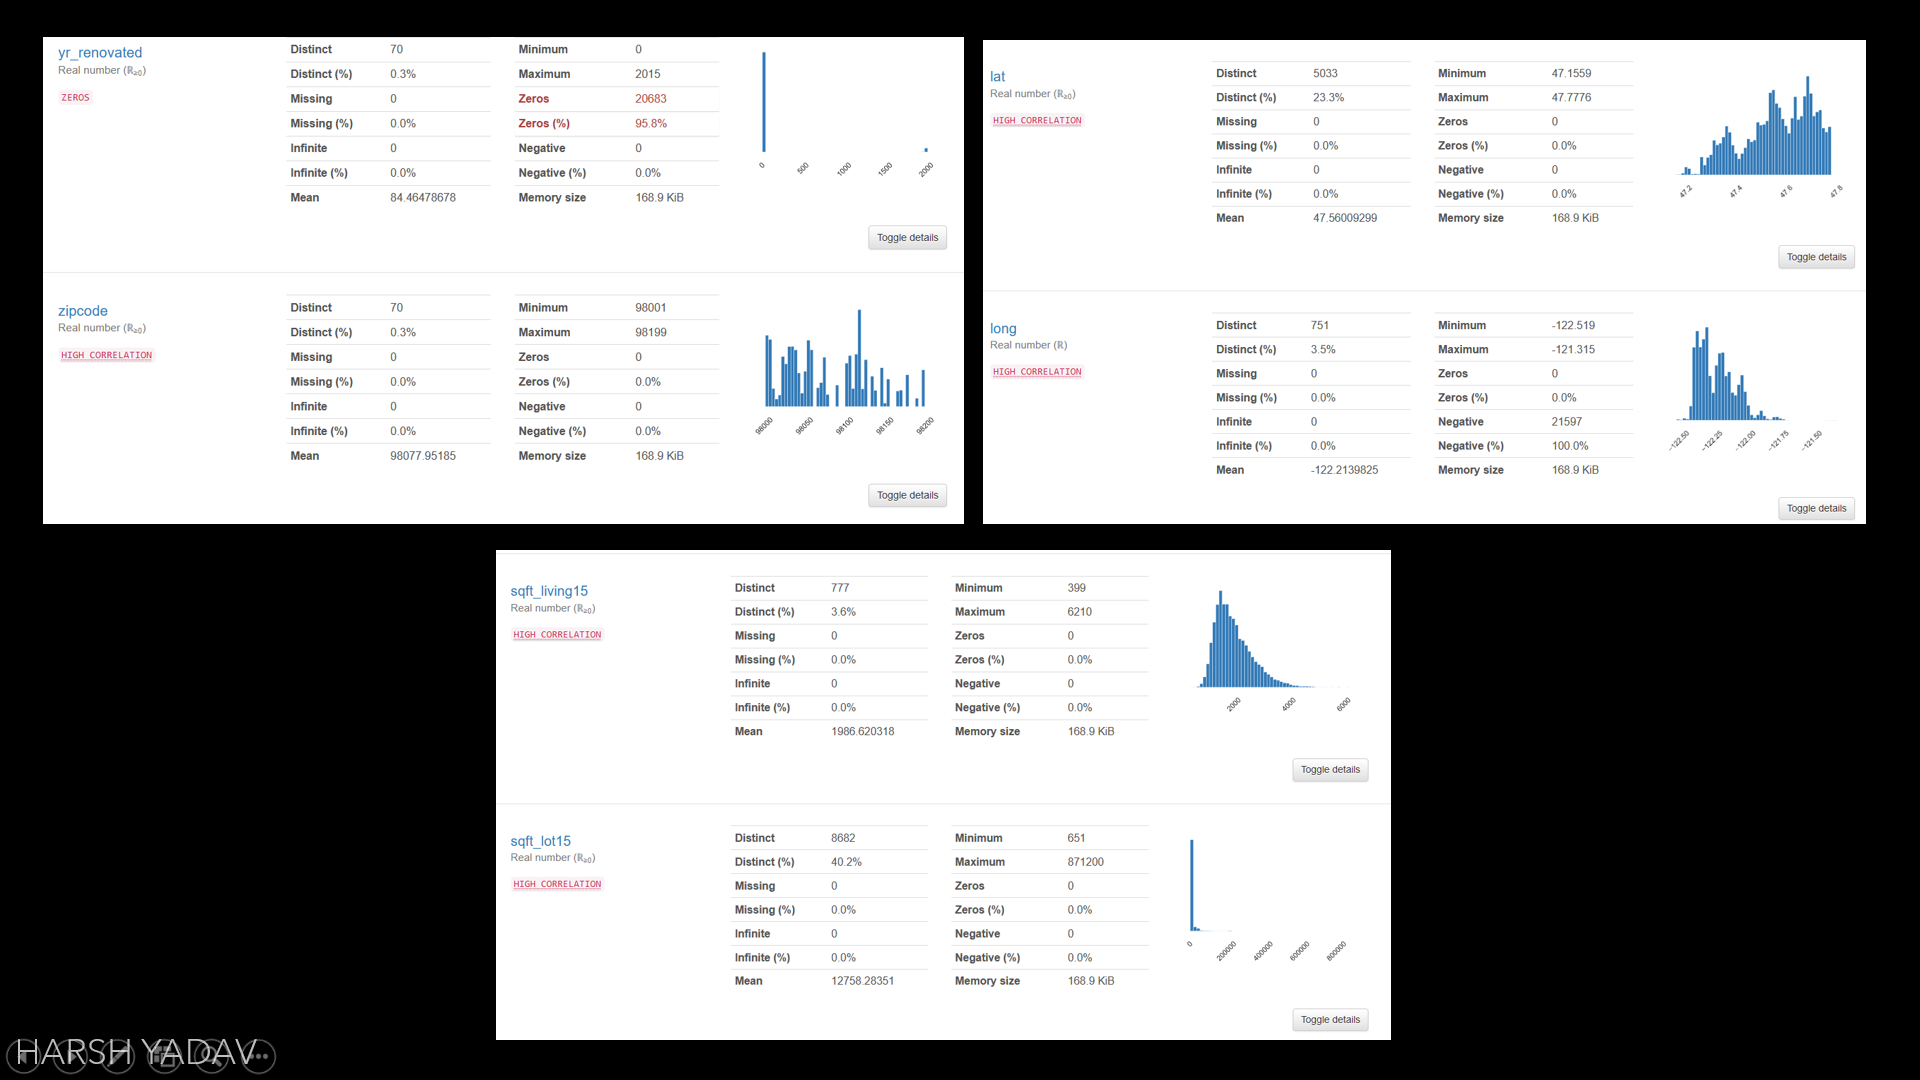 yr_renovated
Real number (ℝ≥0)
ZEROS
Distinct 70
Distinct (%) 0.3%
Missing 0
Missing (%) 0.0%
Infinite 0
Infinite (%) 0.0%
Mean 84.46478678
Minimum 0
Maximum 2015
Zeros 20683
Zeros (%) 95.8%
Negative 0
Negative (%) 0.0%
Memory size 168.9 KiB
0 500 1000 1500 2000
Toggle details
zipcode
Real number (ℝ≥0)
HIGH CORRELATION
Distinct 70
Distinct (%) 0.3%
Missing 0
Missing (%) 0.0%
Infinite 0
Infinite (%) 0.0%
Mean 98077.95185
Minimum 98001
Maximum 98199
Zeros 0
Zeros (%) 0.0%
Negative 0
Negative (%) 0.0%
Memory size 168.9 KiB
98000 98050 98100 98150 98200
Toggle details
lat
Real number (ℝ≥0)
HIGH CORRELATION
Distinct 5033
Distinct (%) 23.3%
Missing 0
Missing (%) 0.0%
Infinite 0
Infinite (%) 0.0%
Mean 47.56009299
Minimum 47.1559
Maximum 47.7776
Zeros 0
Zeros (%) 0.0%
Negative 0
Negative (%) 0.0%
Memory size 168.9 KiB
47.2 47.4 47.6 47.8
Toggle details
long
Real number (ℝ)
HIGH CORRELATION
Distinct 751
Distinct (%) 3.5%
Missing 0
Missing (%) 0.0%
Infinite 0
Infinite (%) 0.0%
Mean -122.2139825
Minimum -122.519
Maximum -121.315
Zeros 0
Zeros (%) 0.0%
Negative 21597
Negative (%) 100.0%
Memory size 168.9 KiB
-122.50 -122.25 -122.00 -121.75 -121.50
Toggle details
sqft_living15
Real number (ℝ≥0)
HIGH CORRELATION
Distinct 777
Distinct (%) 3.6%
Missing 0
Missing (%) 0.0%
Infinite 0
Infinite (%) 0.0%
Mean 1986.620318
Minimum 399
Maximum 6210
Zeros 0
Zeros (%) 0.0%
Negative 0
Negative (%) 0.0%
Memory size 168.9 KiB
2000 4000 6000
Toggle details
sqft_lot15
Real number (ℝ≥0)
HIGH CORRELATION
Distinct 8682
Distinct (%) 40.2%
Missing 0
Missing (%) 0.0%
Infinite 0
Infinite (%) 0.0%
Mean 12758.28351
Minimum 651
Maximum 871200
Zeros 0
Zeros (%) 0.0%
Negative 0
Negative (%) 0.0%
Memory size 168.9 KiB
0 200000 400000 600000 800000
Toggle details
HARSH YADAV